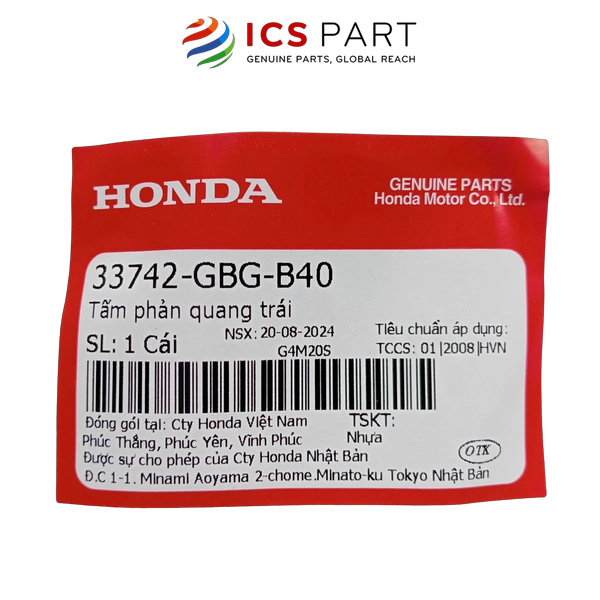 ICS PART
GENUINE PARTS, GLOBAL REACH
HONDA
GENUINE PARTS
Honda Motor Co., Ltd.
33742-GBG-B40
Tấm phản quang trái
SL: 1 Cái
NSX: 20-08-2024
G4M20S
Tiêu chuẩn áp dụng:
TCCS: 01|2008|HVN
Đóng gói tại: Cty Honda Việt Nam
Phúc Thắng, Phúc Yên, Vĩnh Phúc
TSKT:
Nhựa
Được sự cho phép của Cty Honda Nhật Bản
OTK
Đ.C 1-1. Minami Aoyama 2-chome.Minato-ku Tokyo Nhật Bản